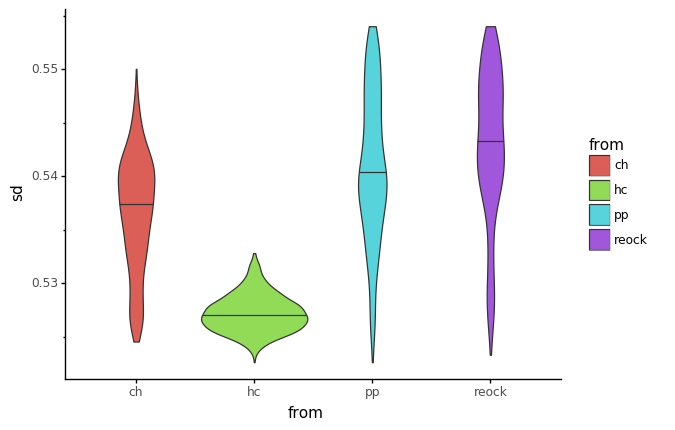 0.55
0.54
0.53
sd
ch
hc
pp
reock
from
from
ch
hc
pp
reock